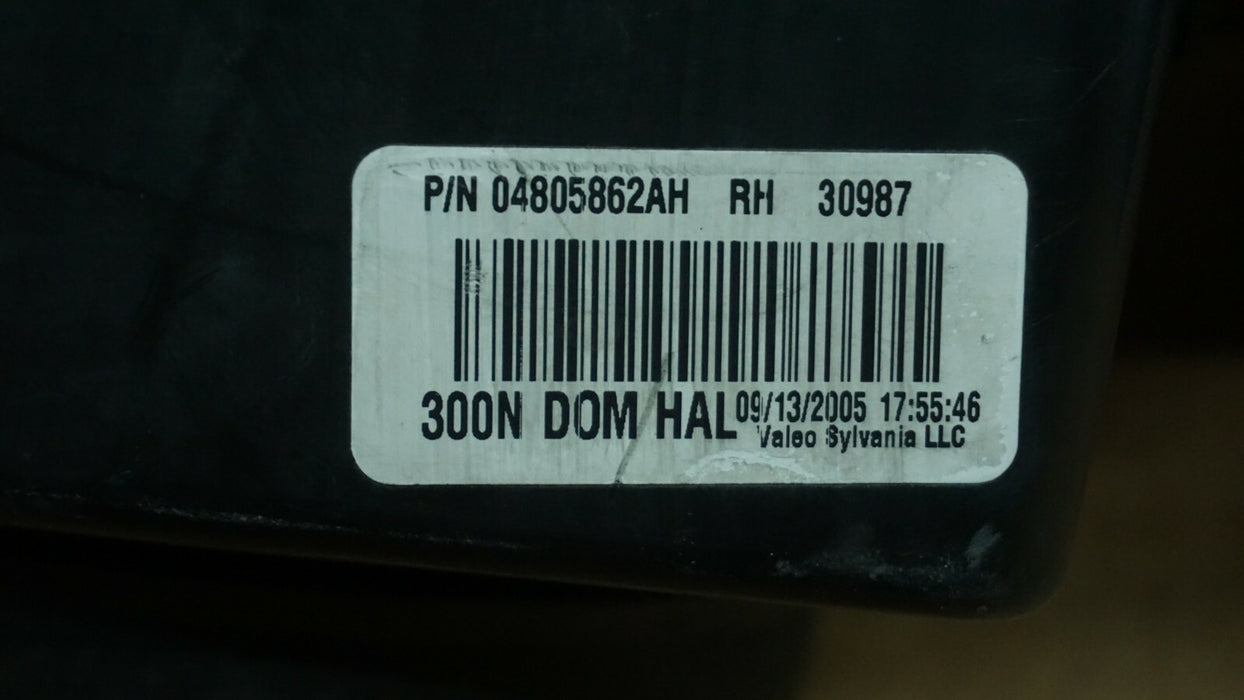 P/N 04805862AH RH 30987
300N DOM HAL 09/13/2005 17:55:46
Valeo Sylvania LLC